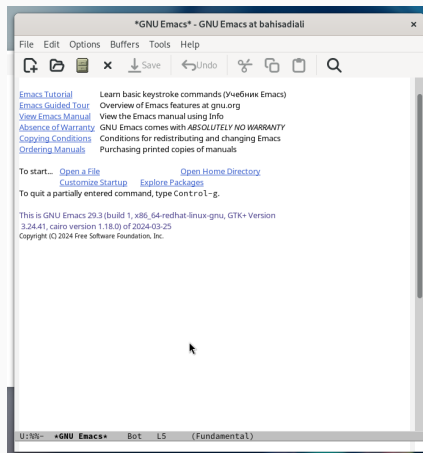 *GNU Emacs* - GNU Emacs at bahisadiali
File Edit Options Buffers Tools Help
Save Undo
Emacs Tutorial Learn basic keystroke commands (Учебник Emacs)
Emacs Guided Tour Overview of Emacs features at gnu.org
View Emacs Manual View the Emacs manual using Info
Absence of Warranty GNU Emacs comes with ABSOLUTELY NO WARRANTY
Copying Conditions Conditions for redistributing and changing Emacs
Ordering Manuals Purchasing printed copies of manuals
To start... Open a File Open Home Directory
Customize Startup Explore Packages
To quit a partially entered command, type Control-g.
This is GNU Emacs 29.3 (build 1, x86_64-redhat-linux-gnu, GTK+ Version
3.24.41, cairo version 1.18.0) of 2024-03-25
Copyright (C) 2024 Free Software Foundation, Inc.
U:%%- *GNU Emacs* Bot L5 (Fundamental)